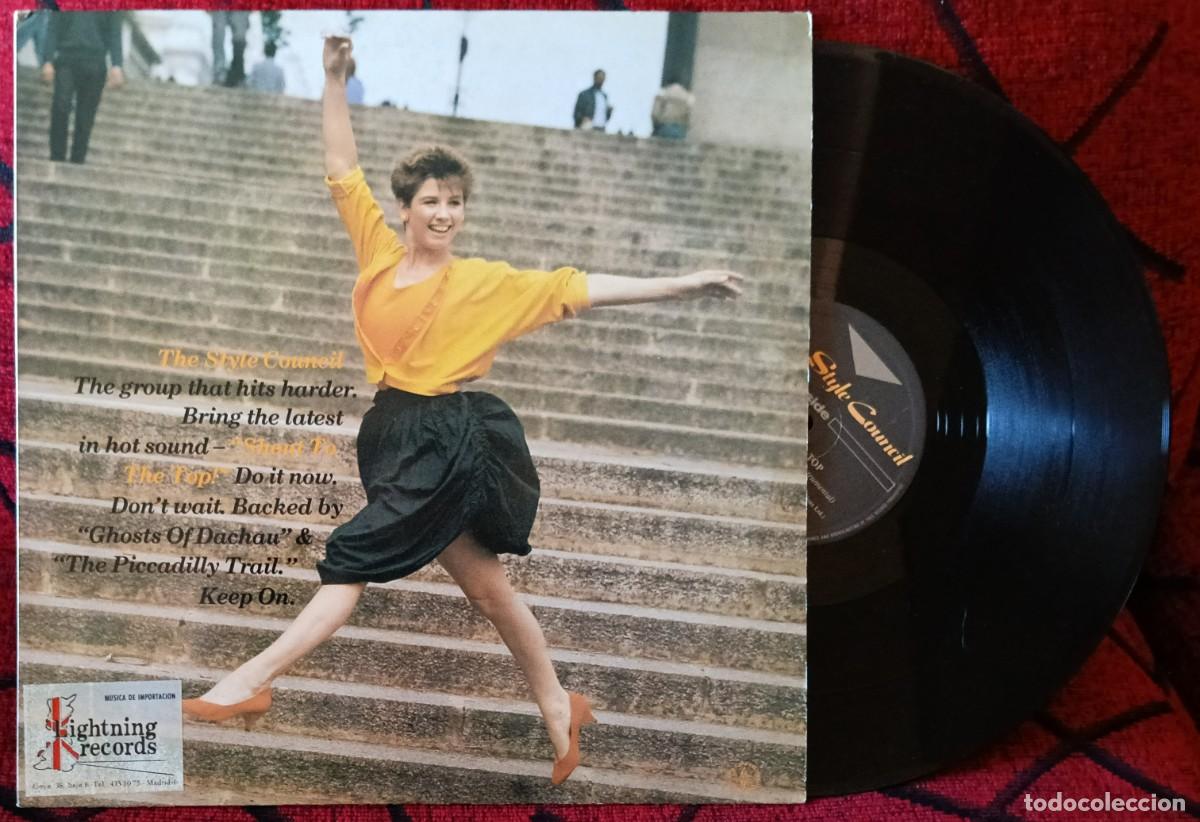 The Style Council
The group that hits harder.
Bring the latest
in hot sound – "Shout To
The Top!" Do it now.
Don't wait. Backed by
"Ghosts Of Dachau" &
"The Piccadilly Trail."
Keep On.
MUSICA DE IMPORTACION
Lightning
records
Madrid-6
Style Council
TOP
todocoleccion